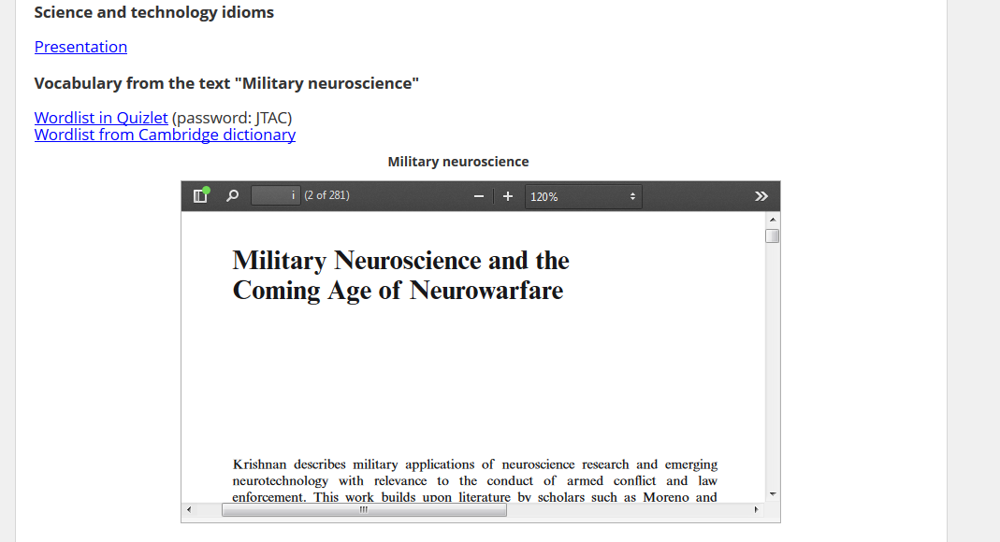 Science and technology idioms
Presentation
Vocabulary from the text "Military neuroscience"
Wordlist in Quizlet (password: JTAC)
Wordlist from Cambridge dictionary
Military neuroscience
i (2 of 281) 120%
Military Neuroscience and the
Coming Age of Neurowarfare
Krishnan describes military applications of neuroscience research and emerging
neurotechnology with relevance to the conduct of armed conflict and law
enforcement. This work builds upon literature by scholars such as Moreno and